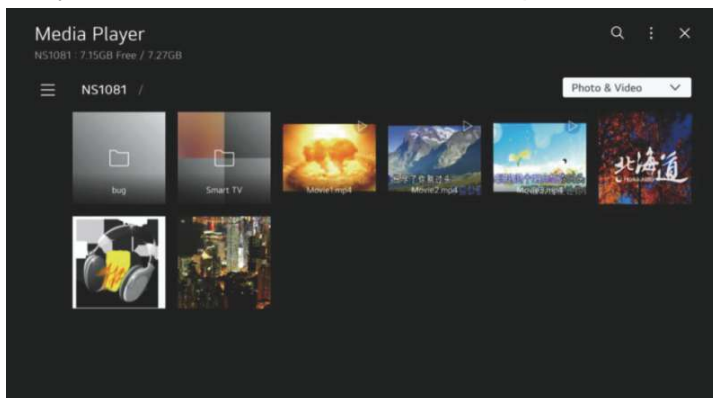 Media Player
NS1081 : 7.15GB Free / 7.27GB
NS1081 /
Photo & Video
bug
Smart TV
Movie1.mp4
Movie2.mp4
Movie3.mp4
北海道